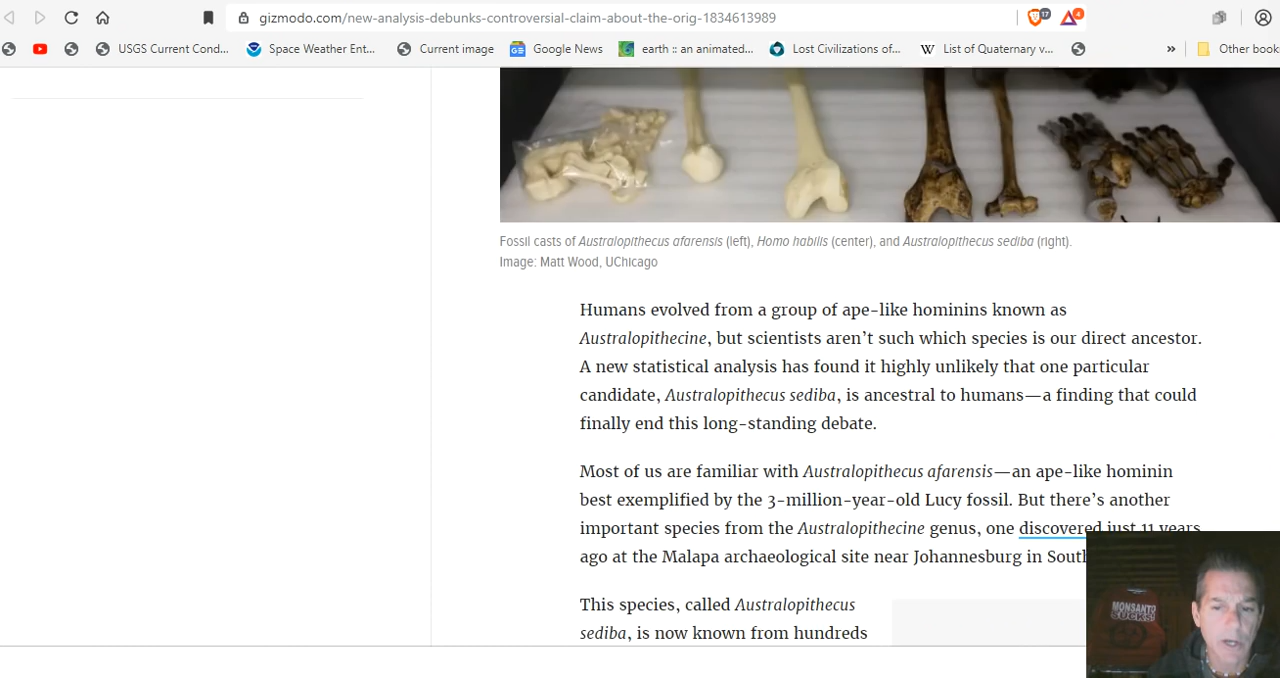 gizmodo.com/new-analysis-debunks-controversial-claim-about-the-orig-1834613989
17
4
USGS Current Cond...
Space Weather Ent...
Current image
Google News
earth :: an animated...
Lost Civilizations of...
W
List of Quaternary v...
»
Other book
Fossil casts of Australopithecus afarensis (left), Homo habilis (center), and Australopithecus sediba (right).
Image: Matt Wood, UChicago
Humans evolved from a group of ape-like hominins known as
Australopithecine, but scientists aren't such which species is our direct ancestor.
A new statistical analysis has found it highly unlikely that one particular
candidate, Australopithecus sediba, is ancestral to humans—a finding that could
finally end this long-standing debate.
Most of us are familiar with Australopithecus afarensis—an ape-like hominin
best exemplified by the 3-million-year-old Lucy fossil. But there's another
important species from the Australopithecine genus, one discovered just 11 years
ago at the Malapa archaeological site near Johannesburg in South
This species, called Australopithecus
sediba, is now known from hundreds
MONSANTO
SUCKS!